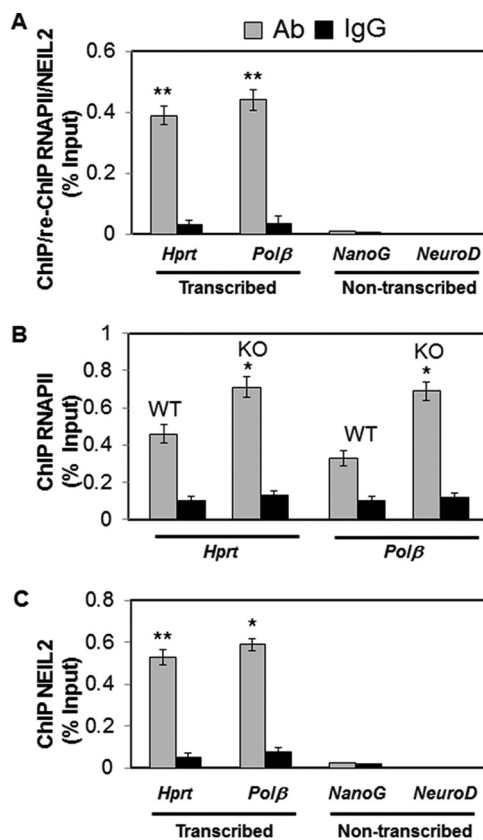 A
Ab IgG
ChIP/re-ChIP RNAPII/NEIL2
(% Input)
0.6
0.4
0.2
0
** **
Hprt Polβ NanoG NeuroD
Transcribed Non-transcribed
B
ChIP RNAPII
(% Input)
1
0.8
0.6
0.4
0.2
0
WT KO WT KO
* *
Hprt Polβ
C
ChIP NEIL2
(% Input)
0.8
0.6
0.4
0.2
0
** *
Hprt Polβ NanoG NeuroD
Transcribed Non-transcribed